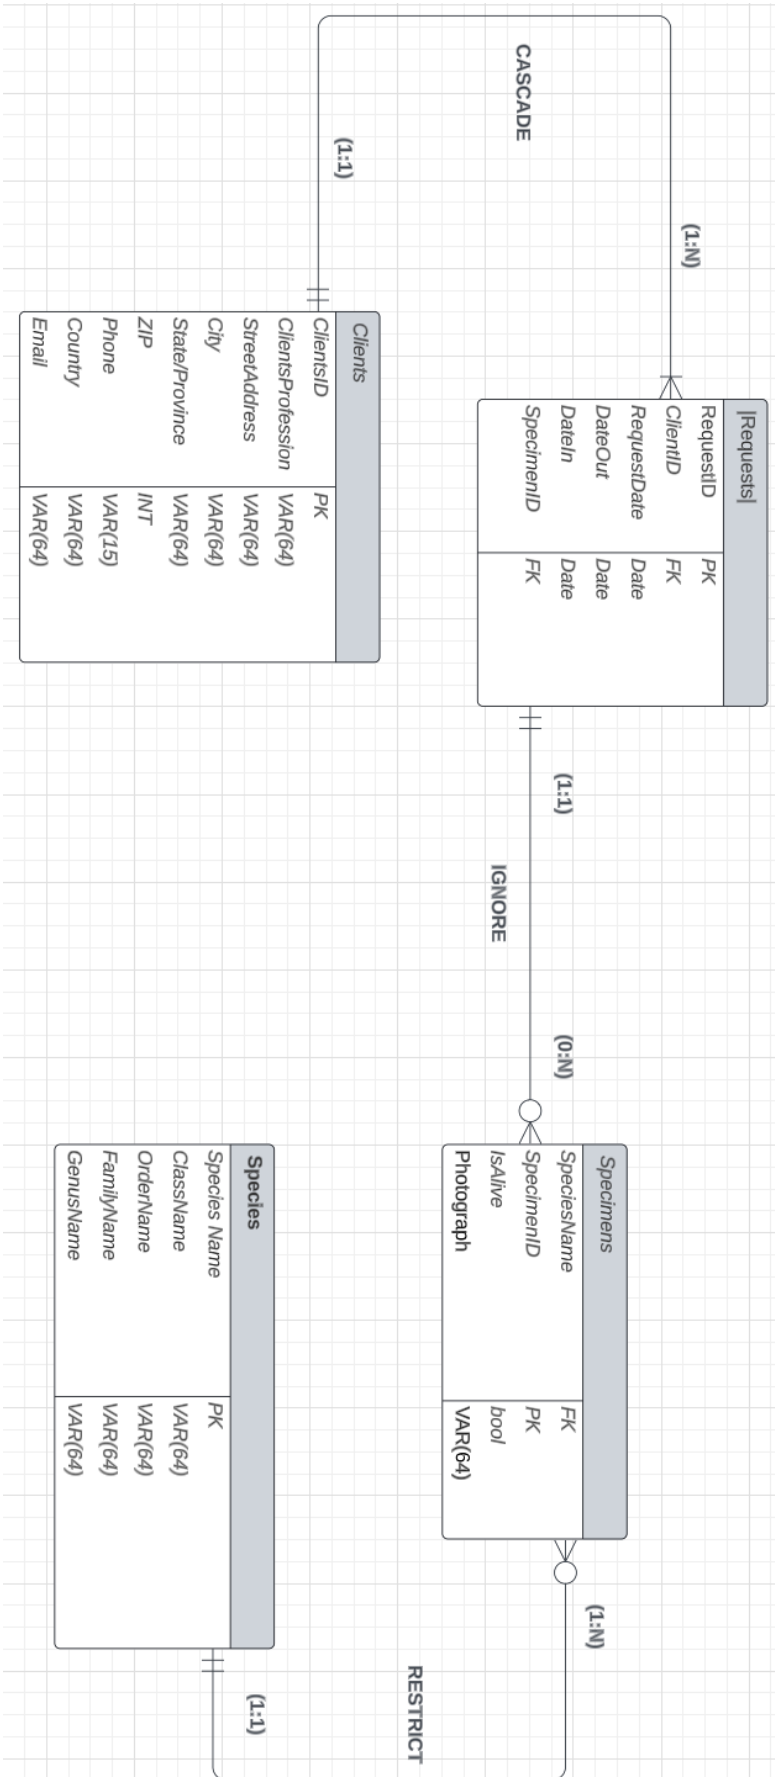 CASCADE
(1:1)
(1:N)
|Requests|
RequestID PK
ClientID FK
RequestDate Date
DateOut Date
DateIn Date
SpecimenID FK
Clients
ClientsID PK
ClientsProfession VAR(64)
StreetAddress VAR(64)
City VAR(64)
State/Province VAR(64)
ZIP INT
Phone VAR(15)
Country VAR(64)
Email VAR(64)
(1:1)
IGNORE
(0:N)
Specimens
SpeciesName FK
SpecimenID PK
IsAlive bool
Photograph VAR(64)
Species
Species Name PK
ClassName VAR(64)
OrderName VAR(64)
FamilyName VAR(64)
GenusName VAR(64)
(1:N)
RESTRICT
(1:1)